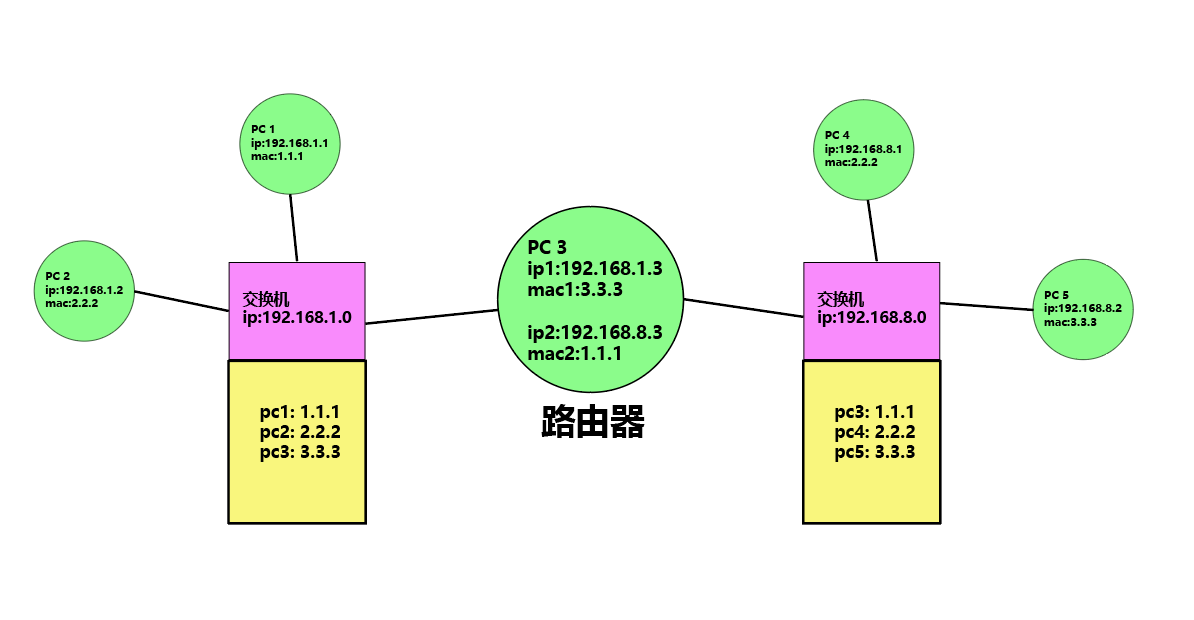 PC 1
ip:192.168.1.1
mac:1.1.1
PC 2
ip:192.168.1.2
mac:2.2.2
交换机
ip:192.168.1.0
pc1: 1.1.1
pc2: 2.2.2
pc3: 3.3.3
PC 3
ip1:192.168.1.3
mac1:3.3.3
ip2:192.168.8.3
mac2:1.1.1
路由器
PC 4
ip:192.168.8.1
mac:2.2.2
交换机
ip:192.168.8.0
pc3: 1.1.1
pc4: 2.2.2
pc5: 3.3.3
PC 5
ip:192.168.8.2
mac:3.3.3